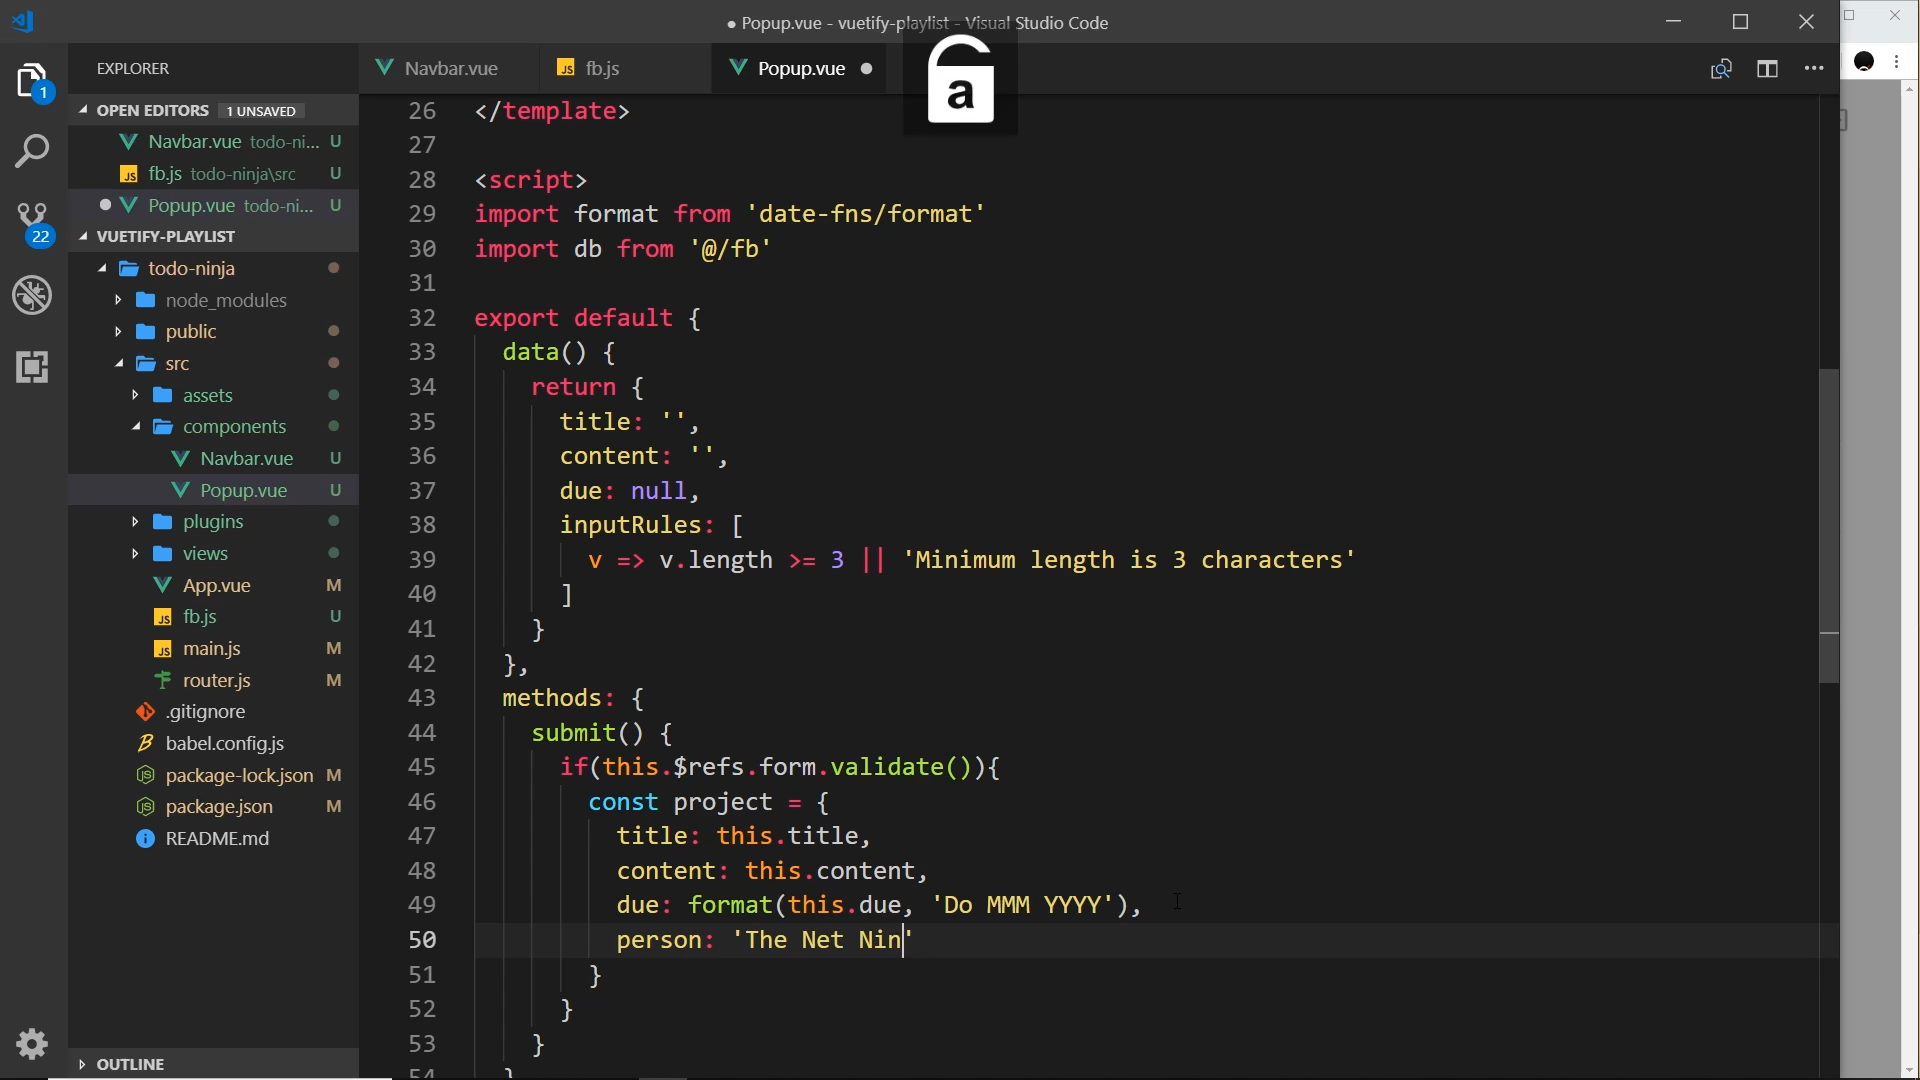 ● Popup.vue - vuetify-playlist - Visual Studio Code
EXPLORER
Navbar.vue
JS fb.js
Popup.vue ●
a
1
OPEN EDITORS 1 UNSAVED
Navbar.vue todo-ni... U
JS fb.js todo-ninja\src U
Popup.vue todo-ni... U
22
VUETIFY-PLAYLIST
todo-ninja
node_modules
public
src
assets
components
Navbar.vue U
Popup.vue U
plugins
views
App.vue M
JS fb.js U
JS main.js M
router.js M
.gitignore
babel.config.js
package-lock.json M
package.json M
README.md
OUTLINE
26 </template>
27
28 <script>
29 import format from 'date-fns/format'
30 import db from '@/fb'
31
32 export default {
33 data() {
34 return {
35 title: '',
36 content: '',
37 due: null,
38 inputRules: [
39 v => v.length >= 3 || 'Minimum length is 3 characters'
40 ]
41 }
42 },
43 methods: {
44 submit() {
45 if(this.$refs.form.validate()){
46 const project = {
47 title: this.title,
48 content: this.content,
49 due: format(this.due, 'Do MMM YYYY'),
50 person: 'The Net Nin'
51 }
52 }
53 }
54 }